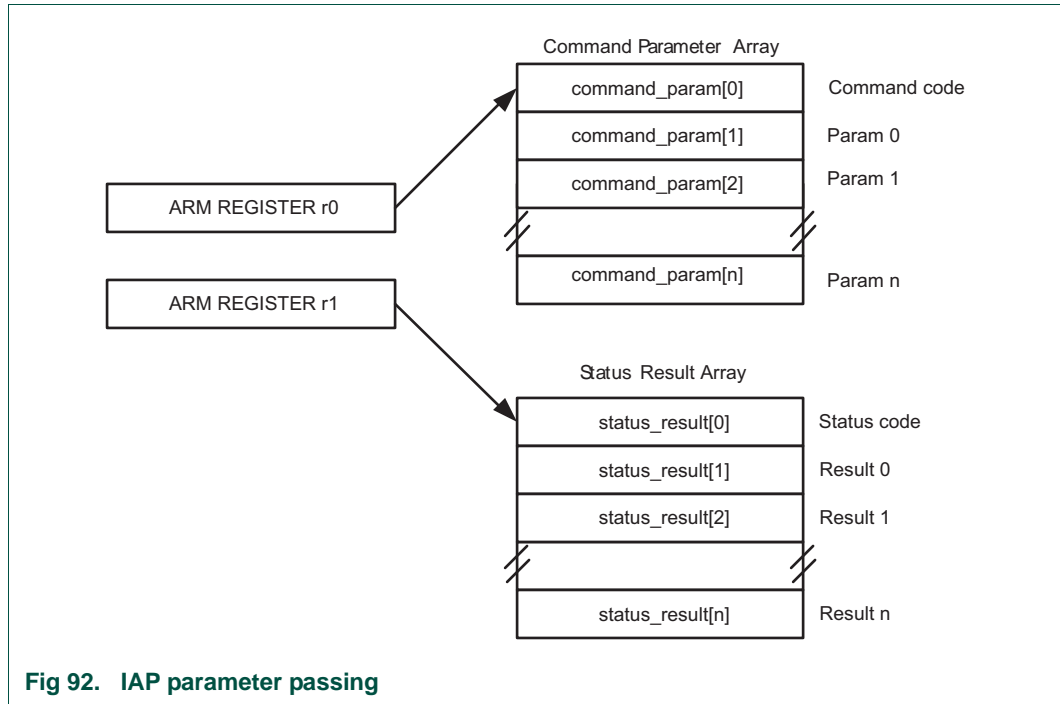 Command Parameter Array
command_param[0] Command code
command_param[1] Param 0
command_param[2] Param 1
ARM REGISTER r0
command_param[n] Param n
ARM REGISTER r1
Status Result Array
status_result[0] Status code
status_result[1] Result 0
status_result[2] Result 1
status_result[n] Result n
Fig 92. IAP parameter passing